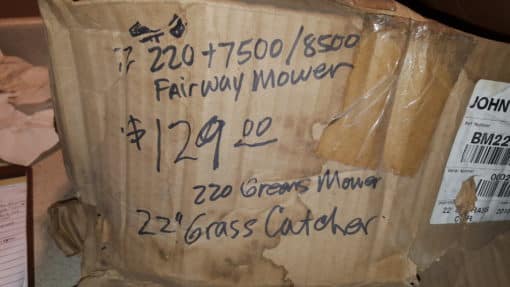 220 + 7500/8500
Fairway Mower
$129.00
220 Greens Mower
22" Grass Catcher
JOHN
BM22